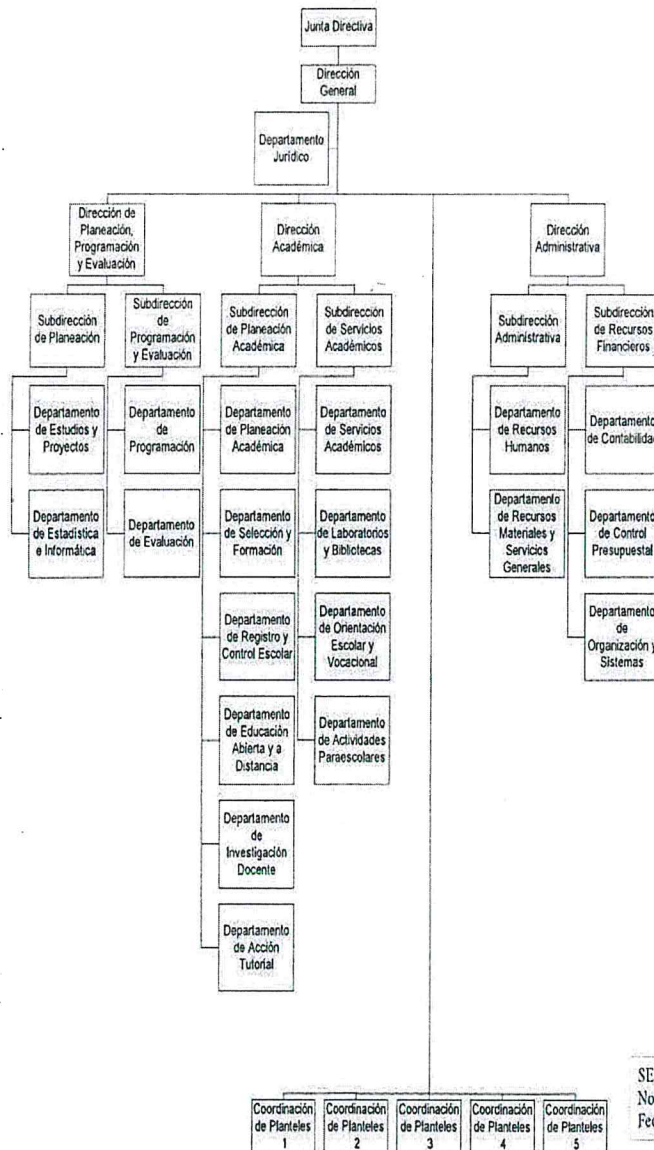 Junta Directiva
Dirección
General
Departamento
Jurídico
Dirección de
Planeación,
Programación
y Evaluación
Dirección
Académica
Dirección
Administrativa
Subdirección
de Planeación
Subdirección
de
Programación
y Evaluación
Subdirección
de Planeación
Académica
Subdirección
de Servicios
Académicos
Subdirección
Administrativa
Subdirección
de Recursos
Financieros
Departamento
de Estudios y
Proyectos
Departamento
de
Programación
Departamento
de Planeación
Académica
Departamento
de Servicios
Académicos
Departamento
de Recursos
Humanos
Departamento
de Contabilidad
Departamento
de Estadística
e Informática
Departamento
de Evaluación
Departamento
de Selección y
Formación
Departamento
de Laboratorios
y Bibliotecas
Departamento
de Recursos
Materiales y
Servicios
Generales
Departamento
de Control
Presupuestal
Departamento
de Registro y
Control Escolar
Departamento
de Orientación
Escolar y
Vocacional
Departamento
de
Organización y
Sistemas
Departamento
de Educación
Abierta y a
Distancia
Departamento
de Actividades
Paraescolares
Departamento
de
Investigación
Docente
Departamento
de Acción
Tutorial
Coordinación
de Planteles
1
Coordinación
de Planteles
2
Coordinación
de Planteles
3
Coordinación
de Planteles
4
Coordinación
de Planteles
5
SE
No
Fec